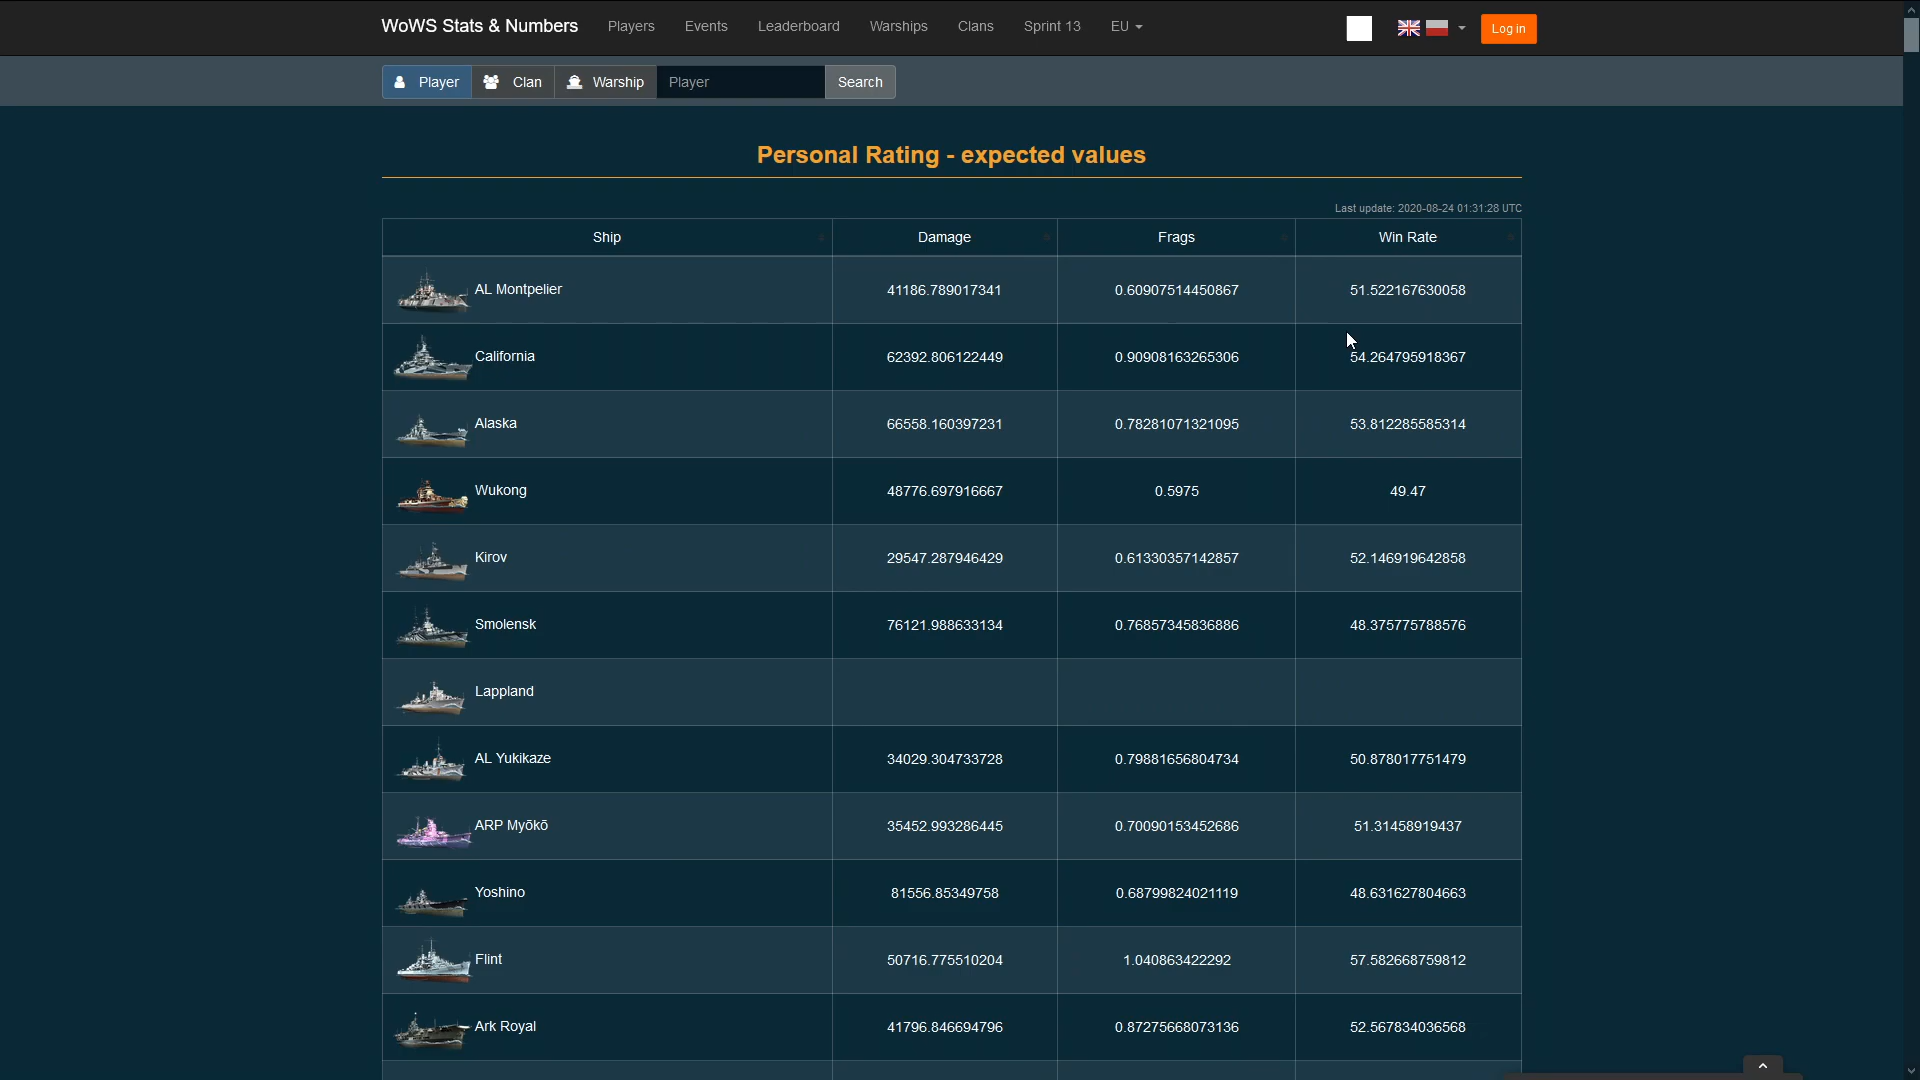 WoWS Stats & Numbers Players Events Leaderboard Warships Clans Sprint 13 EU Log in
Player Clan Warship Player Search
Personal Rating - expected values
Last update: 2020-08-24 01:31:28 UTC
Ship Damage Frags Win Rate
AL Montpelier 41186.789017341 0.60907514450867 51.522167630058
California 62392.806122449 0.90908163265306 54.264795918367
Alaska 66558.160397231 0.78281071321095 53.812285585314
Wukong 48776.697916667 0.5975 49.47
Kirov 29547.287946429 0.61330357142857 52.146919642858
Smolensk 76121.988633134 0.76857345836886 48.375775788576
Lappland
AL Yukikaze 34029.304733728 0.79881656804734 50.878017751479
ARP Myōkō 35452.993286445 0.70090153452686 51.31458919437
Yoshino 81556.85349758 0.68799824021119 48.631627804663
Flint 50716.775510204 1.040863422292 57.582668759812
Ark Royal 41796.846694796 0.87275668073136 52.567834036568